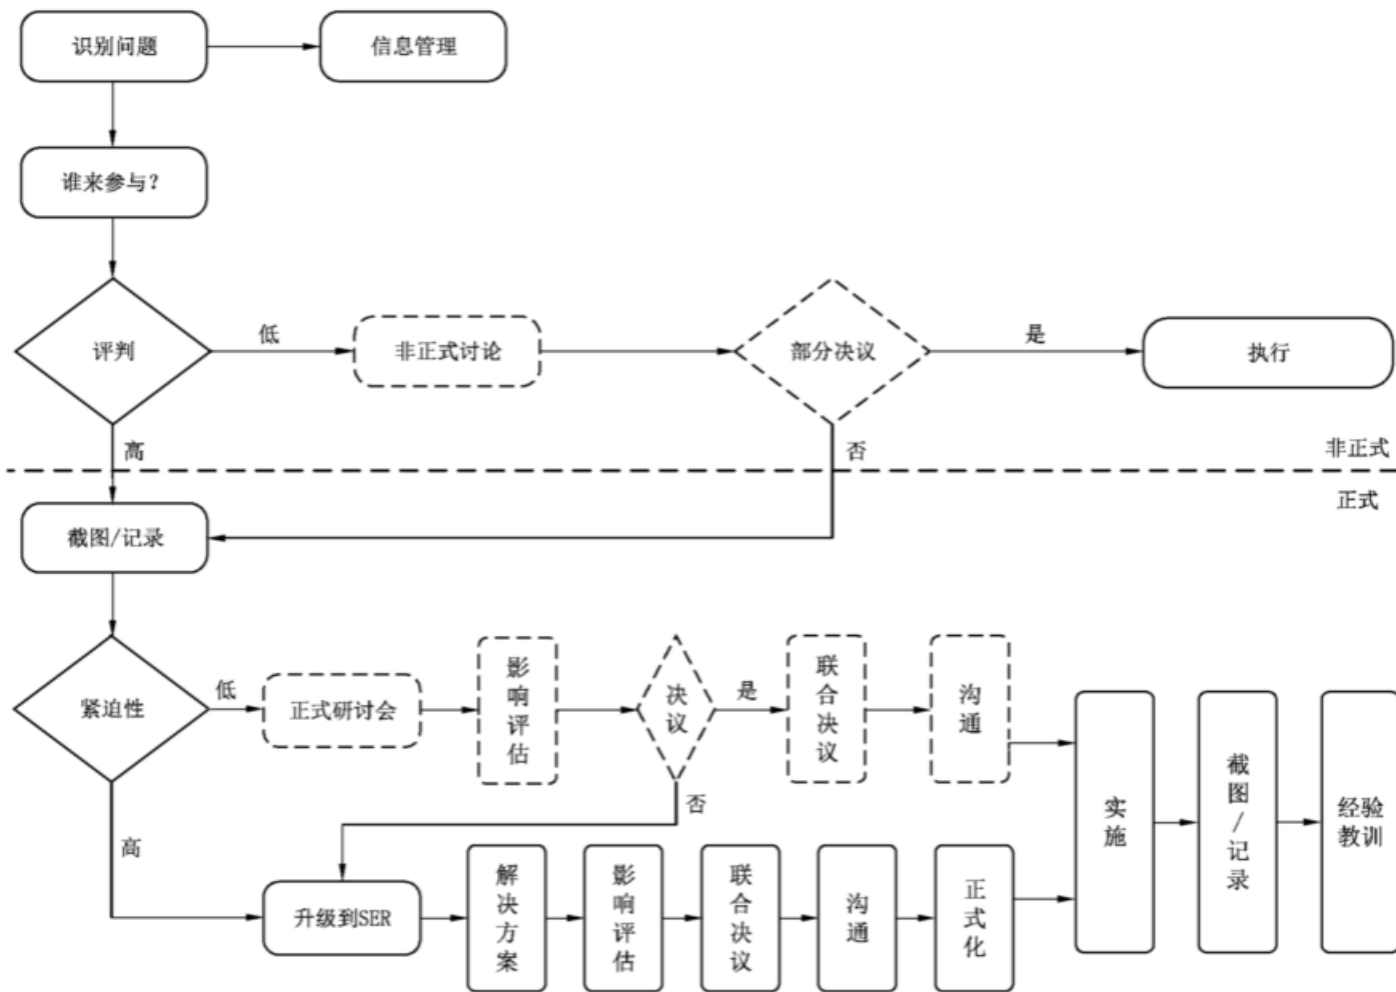 识别问题
信息管理
谁来参与？
评判
低
非正式讨论
部分决议
是
执行
高
否
非正式
正式
截图/记录
紧迫性
低
正式研讨会
影响评估
决议
是
联合决议
沟通
否
高
升级到SER
解决方案
影响评估
联合决议
沟通
正式化
实施
截图/记录
经验
教训